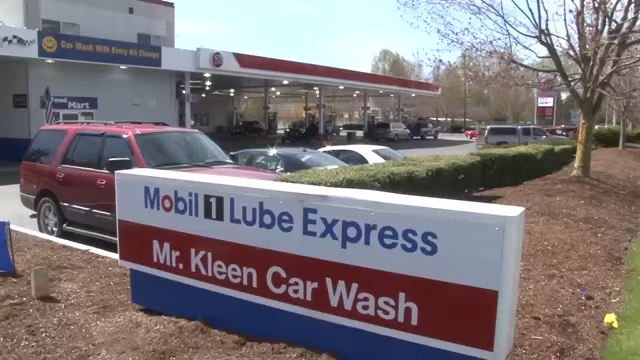 Car Wash With Every Oil Change
Food Mart
Mobil 1 Lube Express
Mr. Kleen Car Wash